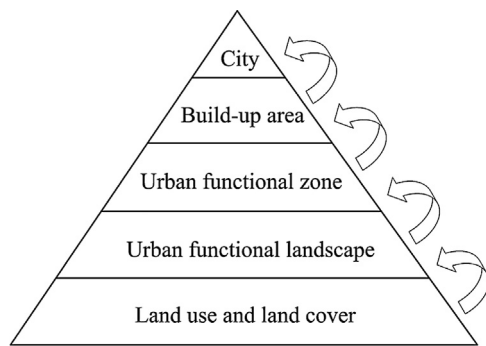 City
Build-up area
Urban functional zone
Urban functional landscape
Land use and land cover